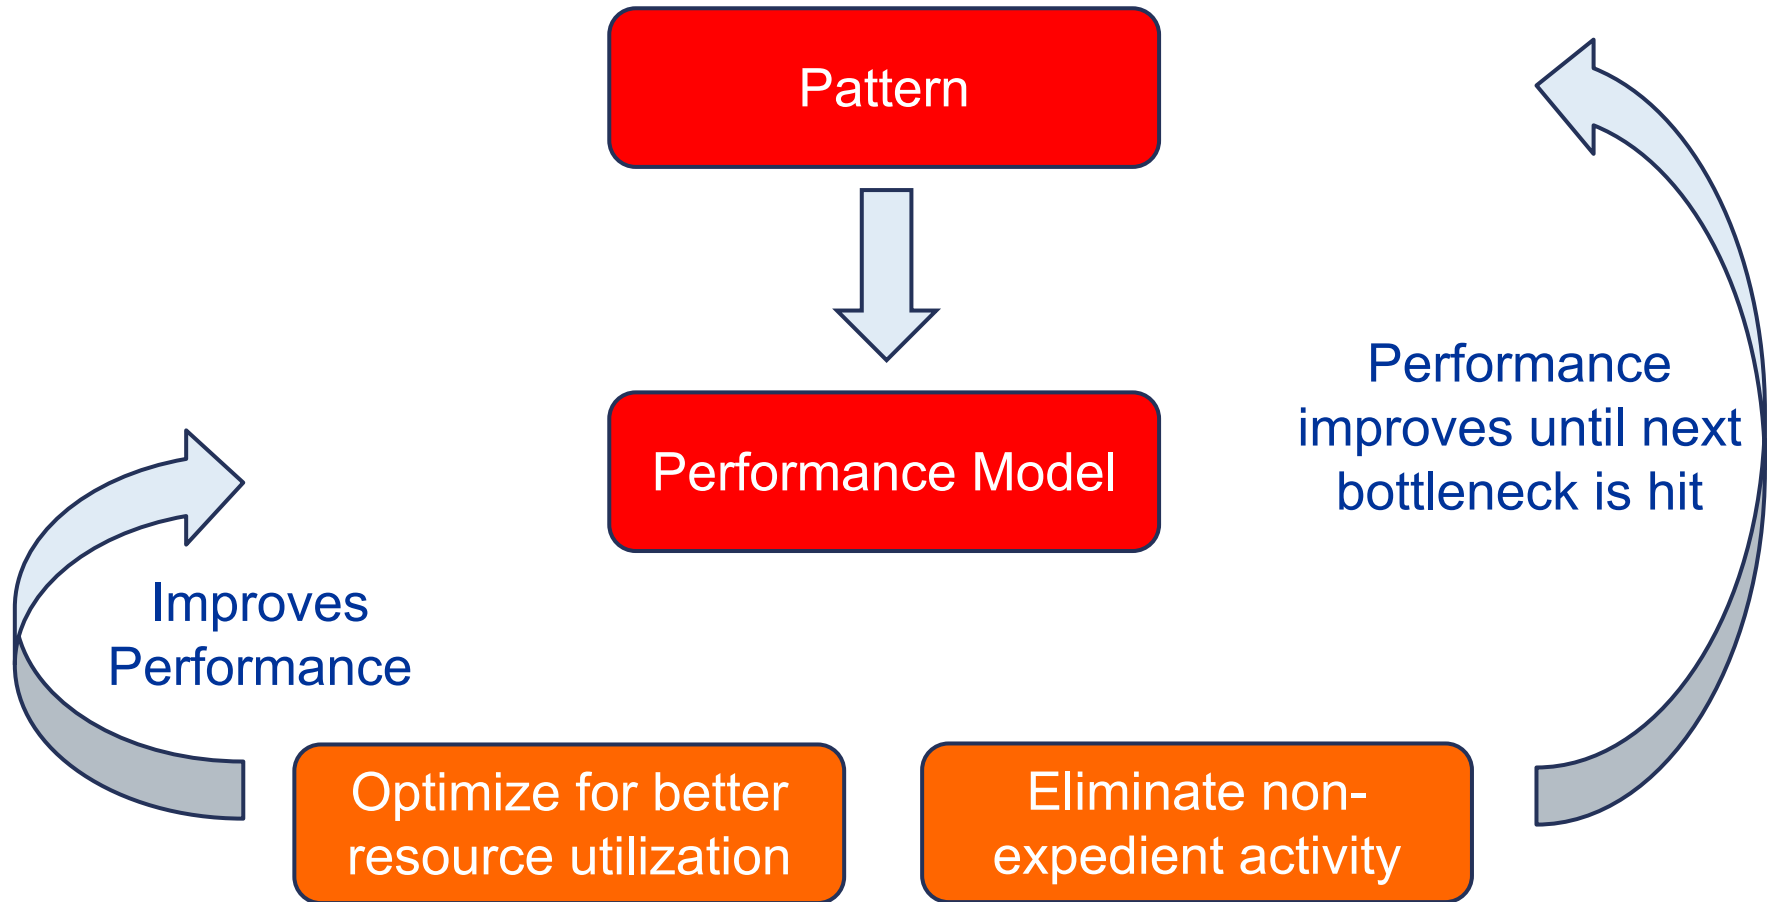 Pattern
Performance Model
Performance
improves until next
bottleneck is hit
Improves
Performance
Optimize for better
resource utilization
Eliminate non-
expedient activity